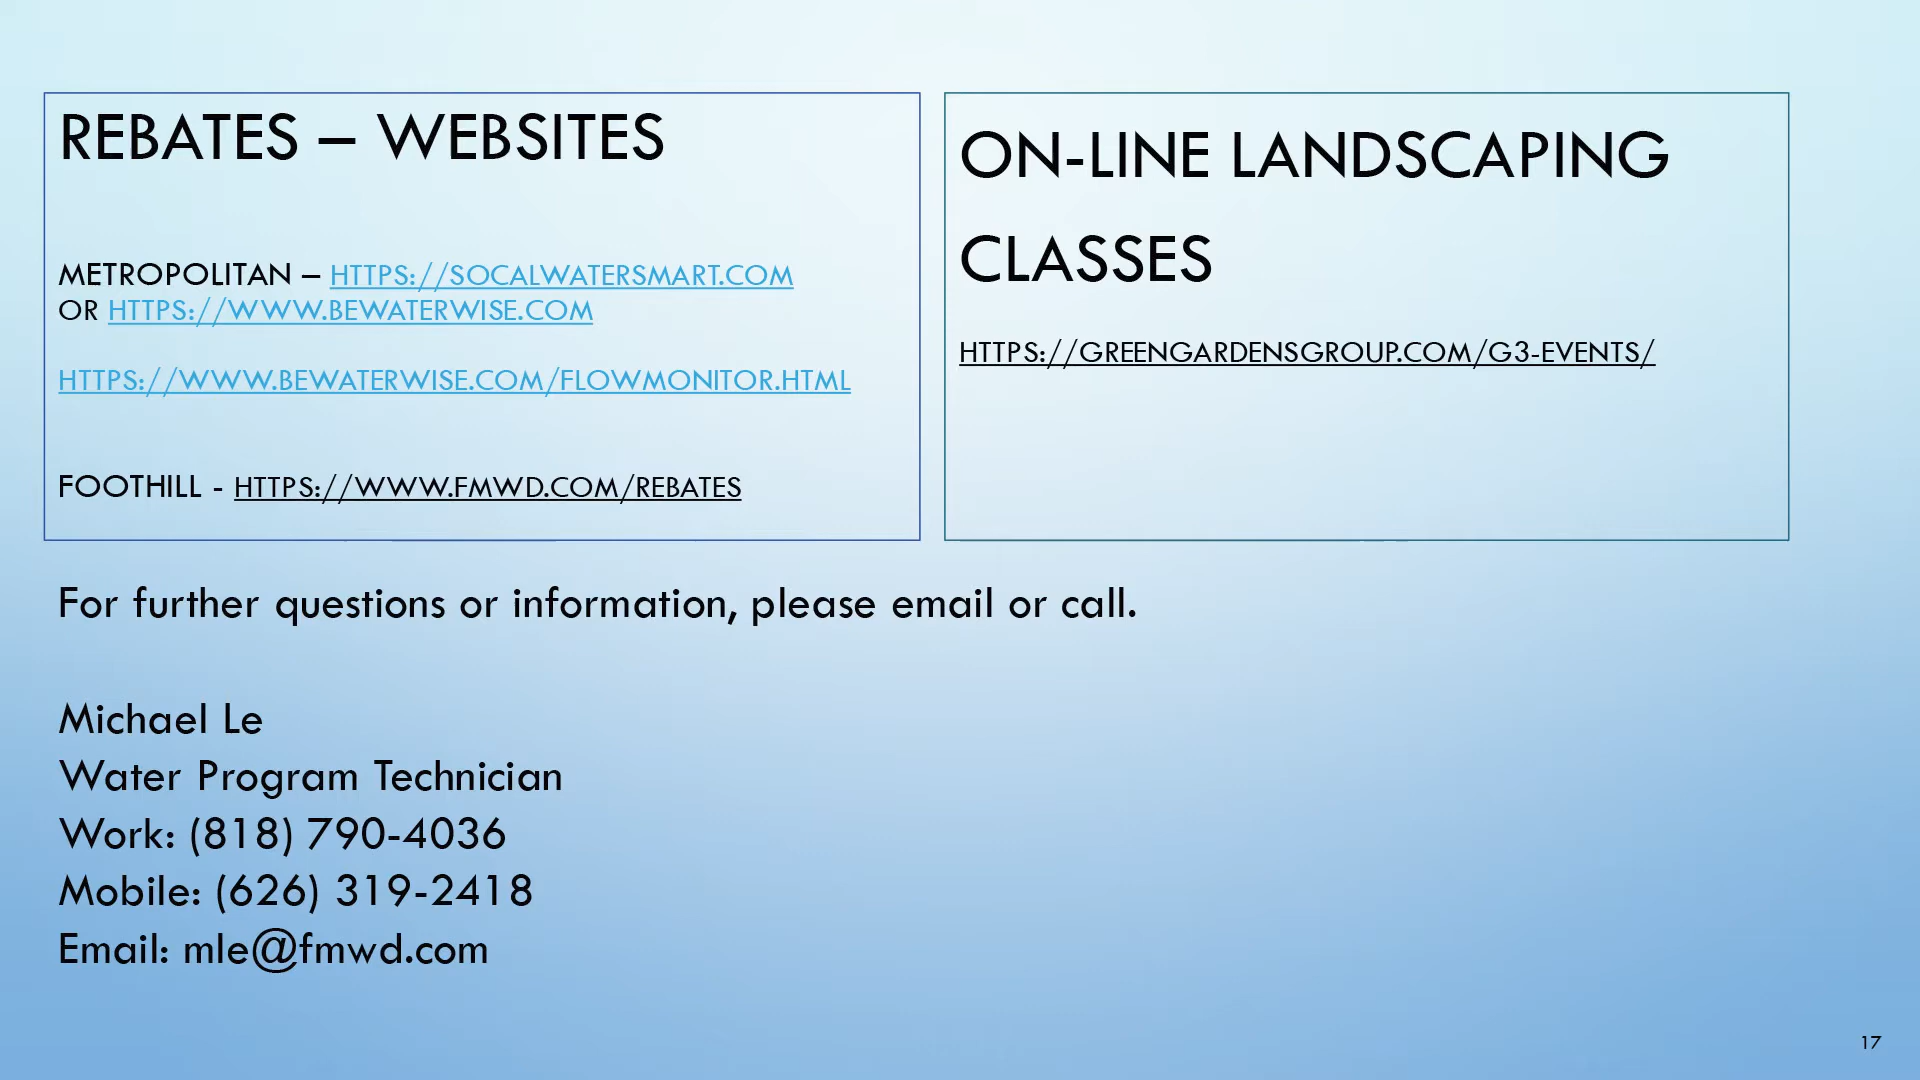 REBATES – WEBSITES
METROPOLITAN – HTTPS://SOCALWATERSMART.COM
OR HTTPS://WWW.BEWATERWISE.COM
HTTPS://WWW.BEWATERWISE.COM/FLOWMONITOR.HTML
FOOTHILL - HTTPS://WWW.FMWD.COM/REBATES
ON-LINE LANDSCAPING
CLASSES
HTTPS://GREENGARDENSGROUP.COM/G3-EVENTS/
For further questions or information, please email or call.
Michael Le
Water Program Technician
Work: (818) 790-4036
Mobile: (626) 319-2418
Email: mle@fmwd.com
17